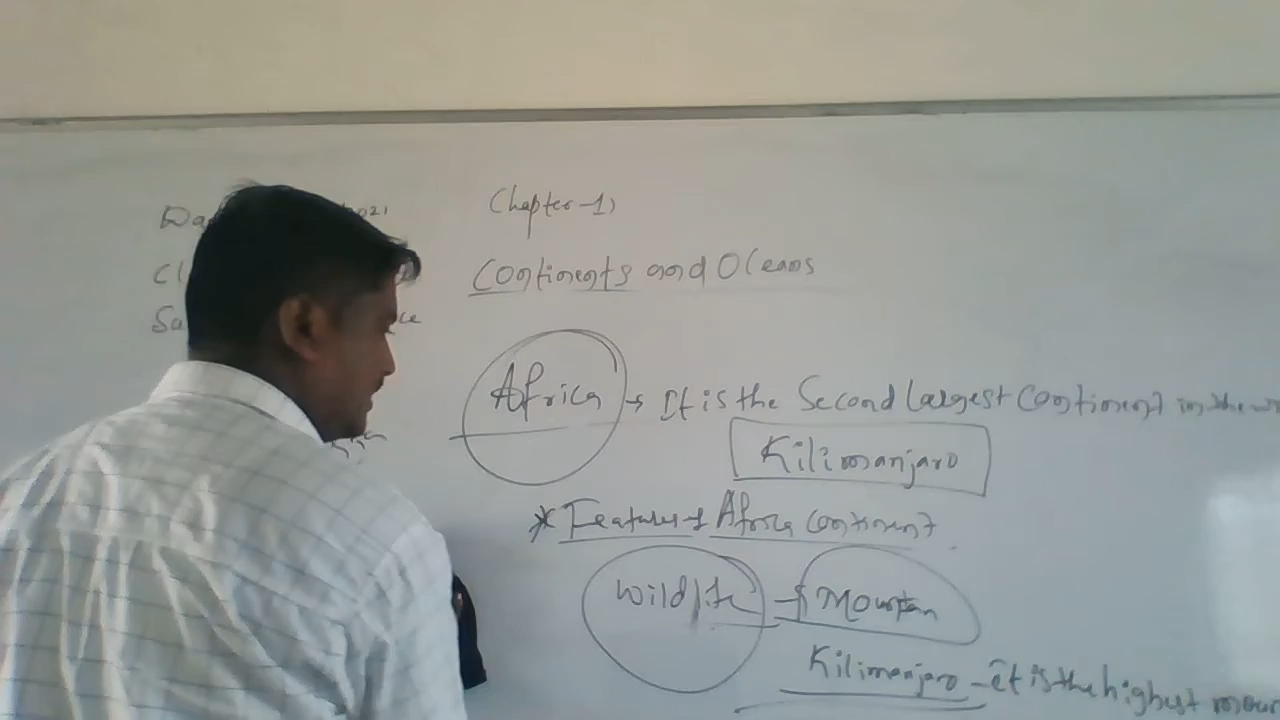 Chapter-1)
Continents and Oceans
Africa → It is the Second largest Continent in the
Kilimanjaro
* Features of Africa continent
Wildlife - Mountain
Kilimanjaro - it is the highest